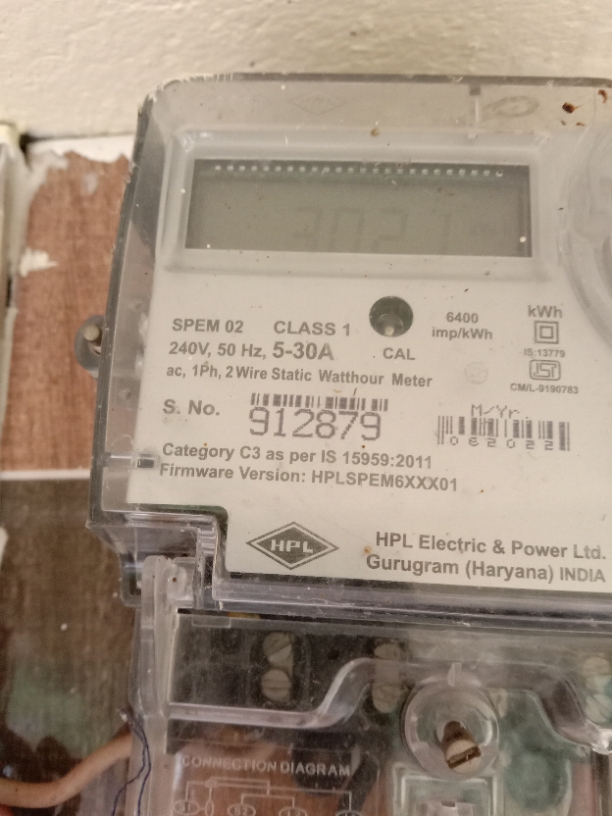 3021
SPEM 02 CLASS 1
6400
imp/kWh
kWh
240V, 50 Hz, 5-30A
CAL
IS:13779
ISI
ac, 1Ph, 2 Wire Static Watthour Meter
CM/L-9190783
S. No. 912879
M/Yr.
062022
Category C3 as per IS 15959:2011
Firmware Version: HPLSPEM6XXX01
HPL
HPL Electric & Power Ltd.
Gurugram (Haryana) INDIA
CONNECTION DIAGRAM